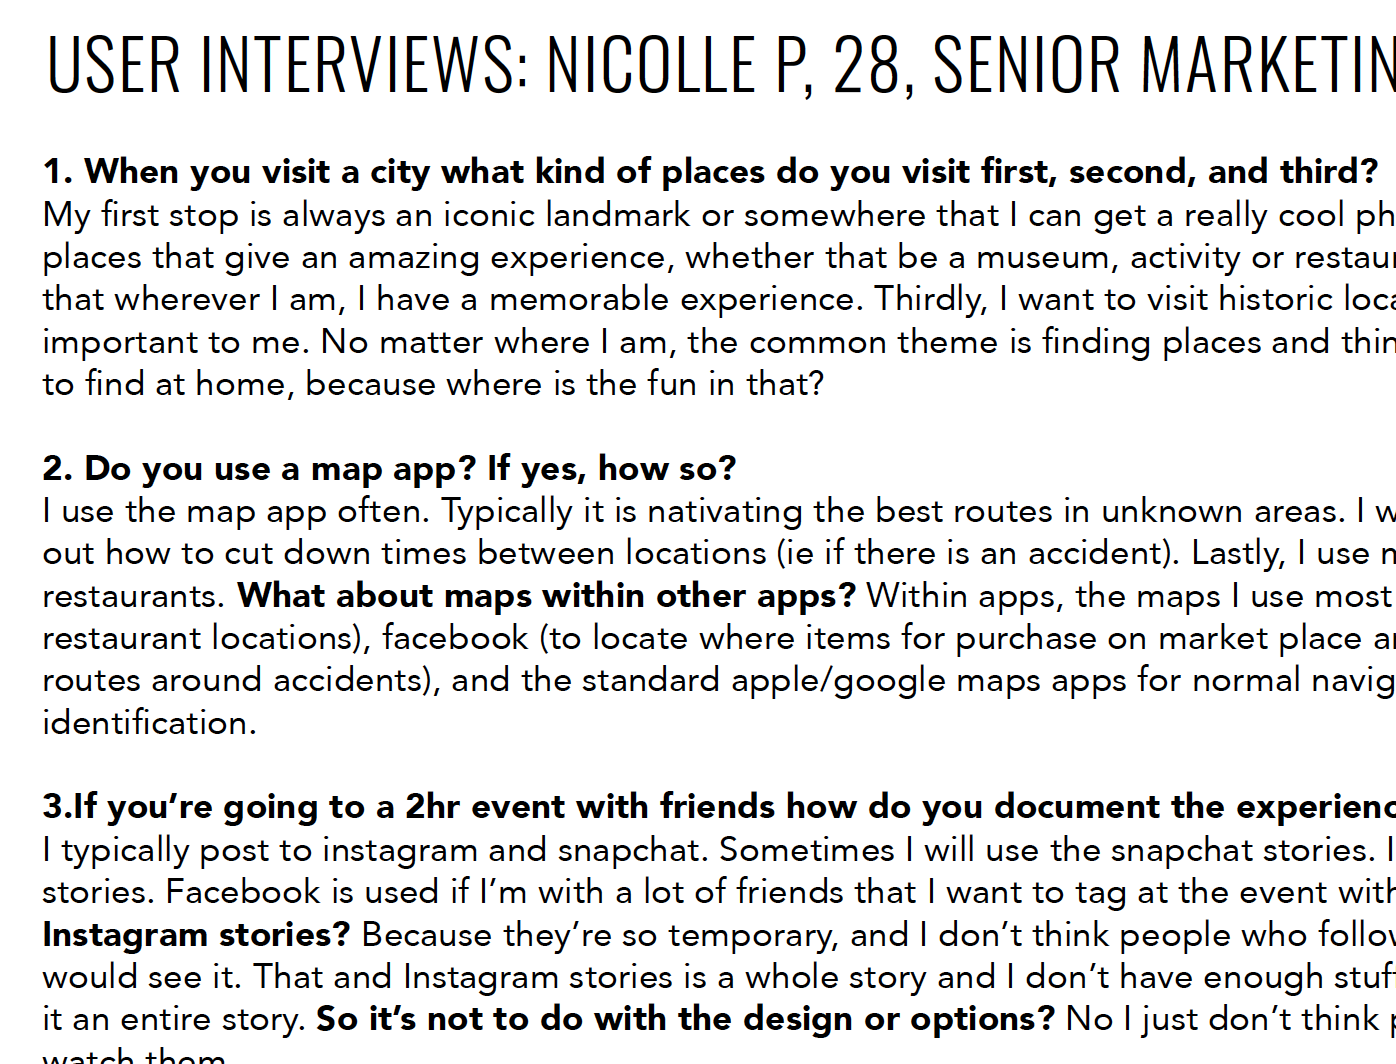 USER INTERVIEWS: NICOLLE P, 28, SENIOR MARKETIN
1. When you visit a city what kind of places do you visit first, second, and third?
My first stop is always an iconic landmark or somewhere that I can get a really cool ph
places that give an amazing experience, whether that be a museum, activity or restaur
that wherever I am, I have a memorable experience. Thirdly, I want to visit historic loca
important to me. No matter where I am, the common theme is finding places and thin
to find at home, because where is the fun in that?
2. Do you use a map app? If yes, how so?
I use the map app often. Typically it is nativating the best routes in unknown areas. I w
out how to cut down times between locations (ie if there is an accident). Lastly, I use m
restaurants. What about maps within other apps? Within apps, the maps I use most
restaurant locations), facebook (to locate where items for purchase on market place an
routes around accidents), and the standard apple/google maps apps for normal navig
identification.
3.If you’re going to a 2hr event with friends how do you document the experienc
I typically post to instagram and snapchat. Sometimes I will use the snapchat stories. I
stories. Facebook is used if I’m with a lot of friends that I want to tag at the event with
Instagram stories? Because they’re so temporary, and I don’t think people who follow
would see it. That and Instagram stories is a whole story and I don’t have enough stuff
it an entire story. So it’s not to do with the design or options? No I just don’t think p
watch them.